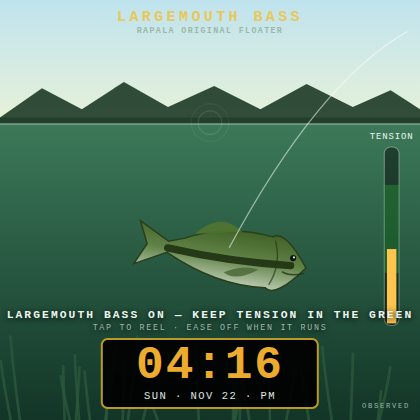 LARGEMOUTH BASS
RAPALA ORIGINAL FLOATER
TENSION
LARGEMOUTH BASS ON — KEEP TENSION IN THE GREEN
TAP TO REEL · EASE OFF WHEN IT RUNS
04:16
SUN · NOV 22 · PM
OBSERVED